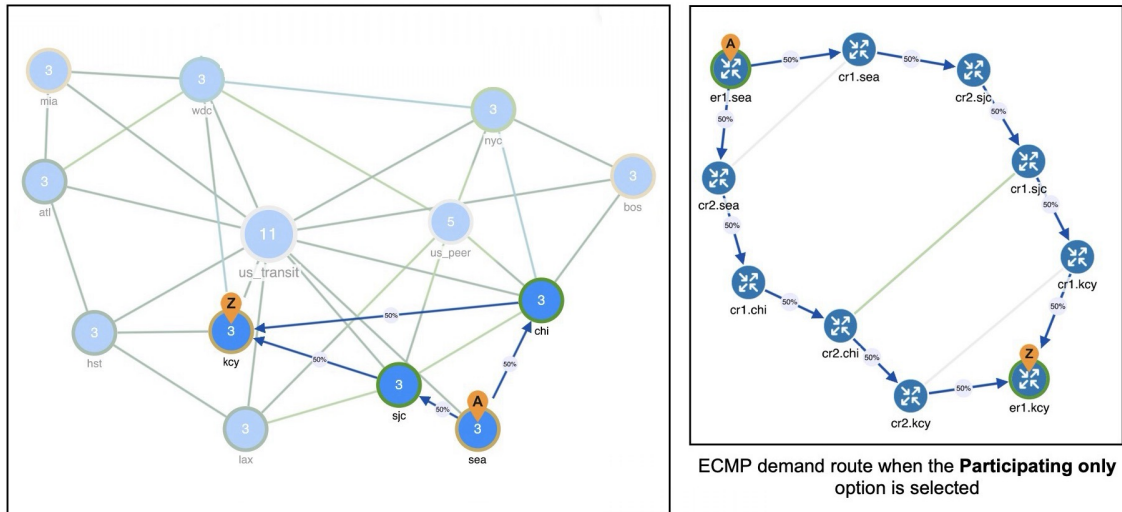 3
mia
3
wdc
3
nyc
3
bos
3
atl
11
us_transit
5
us_peer
Z
3
kcy
50%
3
chi
3
hst
50%
3
sjc
50%
50%
A
3
sea
3
lax
A
er1.sea
50%
cr1.sea
50%
cr2.sjc
50%
50%
cr1.sjc
cr2.sea
50%
50%
cr1.kcy
cr1.chi
50%
50%
cr2.chi
50%
Z
er1.kcy
50%
cr2.kcy
ECMP demand route when the Participating only
option is selected